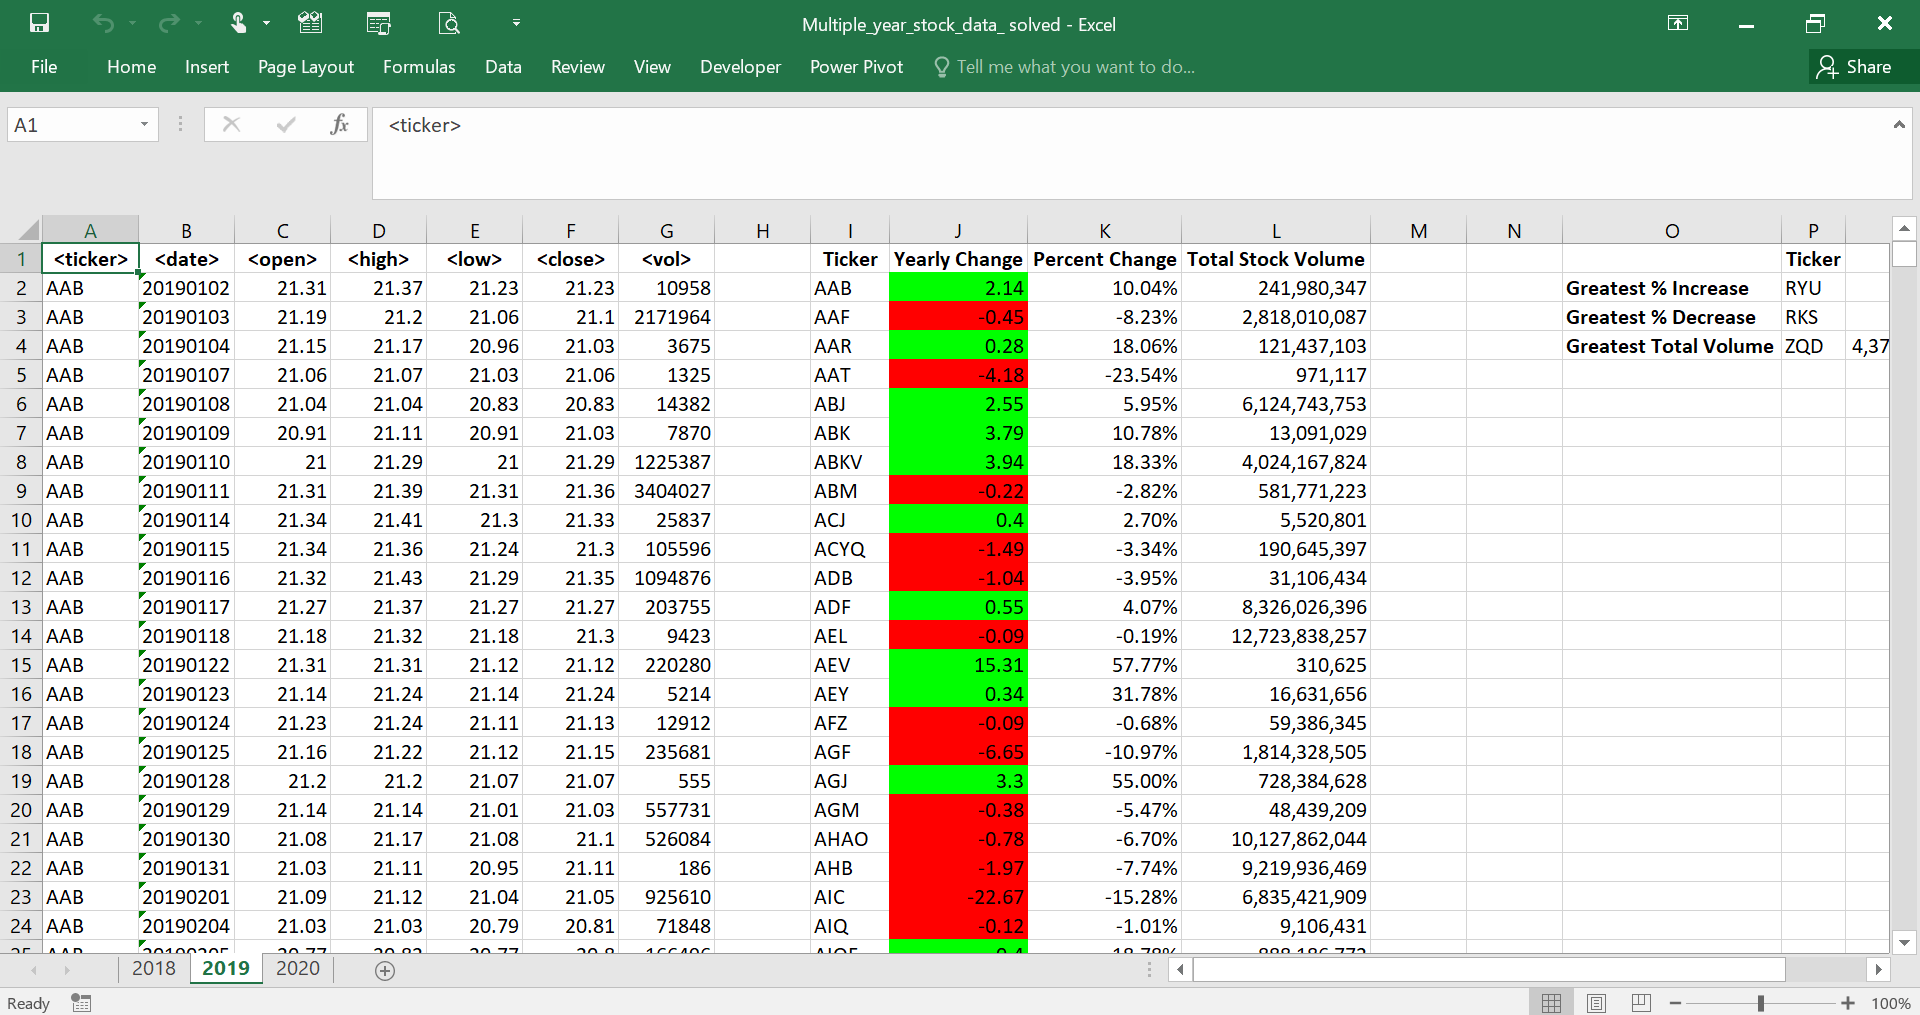 Multiple_year_stock_data_ solved - Excel
File Home Insert Page Layout Formulas Data Review View Developer Power Pivot Tell me what you want to do... Share
A1 fx <ticker>
A B C D E F G H I J K L M N O P
1 <ticker> <date> <open> <high> <low> <close> <vol> Ticker Yearly Change Percent Change Total Stock Volume Ticker
2 AAB 20190102 21.31 21.37 21.23 21.23 10958 AAB 2.14 10.04% 241,980,347 Greatest % Increase RYU
3 AAB 20190103 21.19 21.2 21.06 21.1 2171964 AAF -0.45 -8.23% 2,818,010,087 Greatest % Decrease RKS
4 AAB 20190104 21.15 21.17 20.96 21.03 3675 AAR 0.28 18.06% 121,437,103 Greatest Total Volume ZQD 4,37
5 AAB 20190107 21.06 21.07 21.03 21.06 1325 AAT -4.18 -23.54% 971,117
6 AAB 20190108 21.04 21.04 20.83 20.83 14382 ABJ 2.55 5.95% 6,124,743,753
7 AAB 20190109 20.91 21.11 20.91 21.03 7870 ABK 3.79 10.78% 13,091,029
8 AAB 20190110 21 21.29 21 21.29 1225387 ABKV 3.94 18.33% 4,024,167,824
9 AAB 20190111 21.31 21.39 21.31 21.36 3404027 ABM -0.22 -2.82% 581,771,223
10 AAB 20190114 21.34 21.41 21.3 21.33 25837 ACJ 0.4 2.70% 5,520,801
11 AAB 20190115 21.34 21.36 21.24 21.3 105596 ACYQ -1.49 -3.34% 190,645,397
12 AAB 20190116 21.32 21.43 21.29 21.35 1094876 ADB -1.04 -3.95% 31,106,434
13 AAB 20190117 21.27 21.37 21.27 21.27 203755 ADF 0.55 4.07% 8,326,026,396
14 AAB 20190118 21.18 21.32 21.18 21.3 9423 AEL -0.09 -0.19% 12,723,838,257
15 AAB 20190122 21.31 21.31 21.12 21.12 220280 AEV 15.31 57.77% 310,625
16 AAB 20190123 21.14 21.24 21.14 21.24 5214 AEY 0.34 31.78% 16,631,656
17 AAB 20190124 21.23 21.24 21.11 21.13 12912 AFZ -0.09 -0.68% 59,386,345
18 AAB 20190125 21.16 21.22 21.12 21.15 235681 AGF -6.65 -10.97% 1,814,328,505
19 AAB 20190128 21.2 21.2 21.07 21.07 555 AGJ 3.3 55.00% 728,384,628
20 AAB 20190129 21.14 21.14 21.01 21.03 557731 AGM -0.38 -5.47% 48,439,209
21 AAB 20190130 21.08 21.17 21.08 21.1 526084 AHAO -0.78 -6.70% 10,127,862,044
22 AAB 20190131 21.03 21.11 20.95 21.11 186 AHB -1.97 -7.74% 9,219,936,469
23 AAB 20190201 21.09 21.12 21.04 21.05 925610 AIC -22.67 -15.28% 6,835,421,909
24 AAB 20190204 21.03 21.03 20.79 20.81 71848 AIQ -0.12 -1.01% 9,106,431
2018 2019 2020
Ready 100%